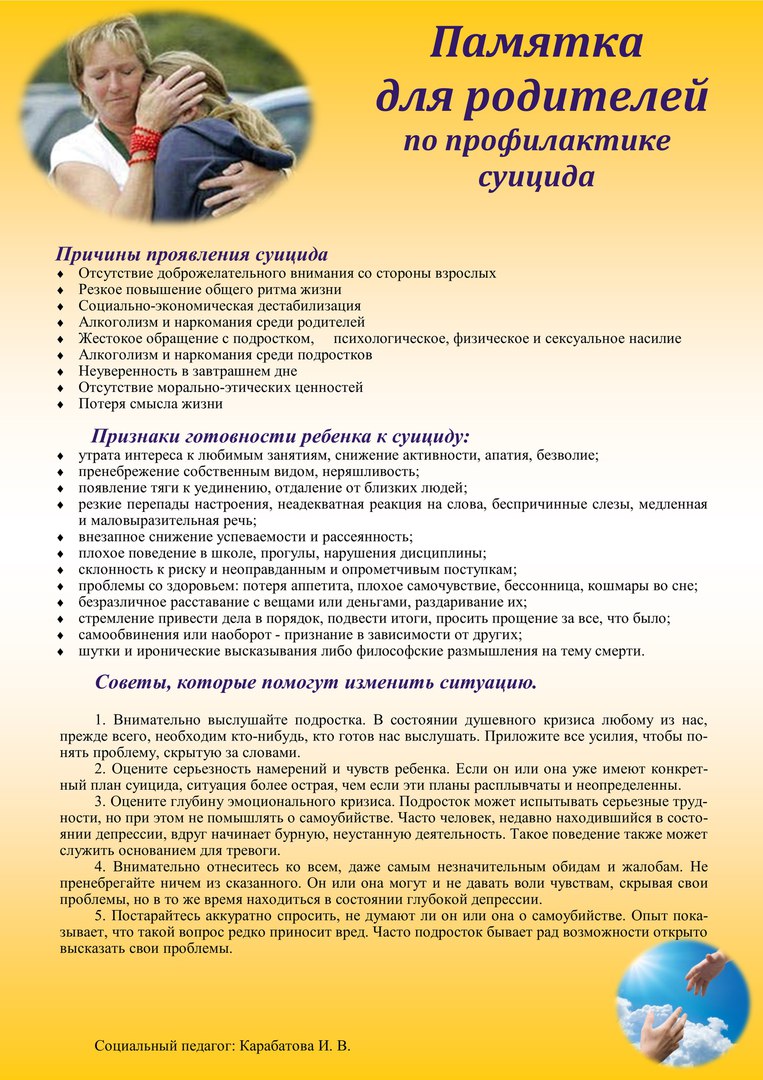 Памятка
для родителей
по профилактике
суицида
Причины проявления суицида
♦ Отсутствие доброжелательного внимания со стороны взрослых
♦ Резкое повышение общего ритма жизни
♦ Социально-экономическая дестабилизация
♦ Алкоголизм и наркомания среди родителей
♦ Жестокое обращение с подростком, психологическое, физическое и сексуальное насилие
♦ Алкоголизм и наркомания среди подростков
♦ Неуверенность в завтрашнем дне
♦ Отсутствие морально-этических ценностей
♦ Потеря смысла жизни
Признаки готовности ребенка к суициду:
♦ утрата интереса к любимым занятиям, снижение активности, апатия, безволие;
♦ пренебрежение собственным видом, неряшливость;
♦ появление тяги к уединению, отдаление от близких людей;
♦ резкие перепады настроения, неадекватная реакция на слова, беспричинные слезы, медленная
и маловыразительная речь;
♦ внезапное снижение успеваемости и рассеянность;
♦ плохое поведение в школе, прогулы, нарушения дисциплины;
♦ склонность к риску и неоправданным и опрометчивым поступкам;
♦ проблемы со здоровьем: потеря аппетита, плохое самочувствие, бессонница, кошмары во сне;
♦ безразличное расставание с вещами или деньгами, раздаривание их;
♦ стремление привести дела в порядок, подвести итоги, просить прощение за все, что было;
♦ самообвинения или наоборот - признание в зависимости от других;
♦ шутки и иронические высказывания либо философские размышления на тему смерти.
Советы, которые помогут изменить ситуацию.
1. Внимательно выслушайте подростка. В состоянии душевного кризиса любому из нас,
прежде всего, необходим кто-нибудь, кто готов нас выслушать. Приложите все усилия, чтобы по-
нять проблему, скрытую за словами.
2. Оцените серьезность намерений и чувств ребенка. Если он или она уже имеют конкрет-
ный план суицида, ситуация более острая, чем если эти планы расплывчаты и неопределенны.
3. Оцените глубину эмоционального кризиса. Подросток может испытывать серьезные труд-
ности, но при этом не помышлять о самоубийстве. Часто человек, недавно находившийся в состо-
янии депрессии, вдруг начинает бурную, неустанную деятельность. Такое поведение также может
служить основанием для тревоги.
4. Внимательно отнеситесь ко всем, даже самым незначительным обидам и жалобам. Не
пренебрегайте ничем из сказанного. Он или она могут и не давать воли чувствам, скрывая свои
проблемы, но в то же время находиться в состоянии глубокой депрессии.
5. Постарайтесь аккуратно спросить, не думают ли он или она о самоубийстве. Опыт пока-
зывает, что такой вопрос редко приносит вред. Часто подросток бывает рад возможности открыто
высказать свои проблемы.
Социальный педагог: Карабатова И. В.